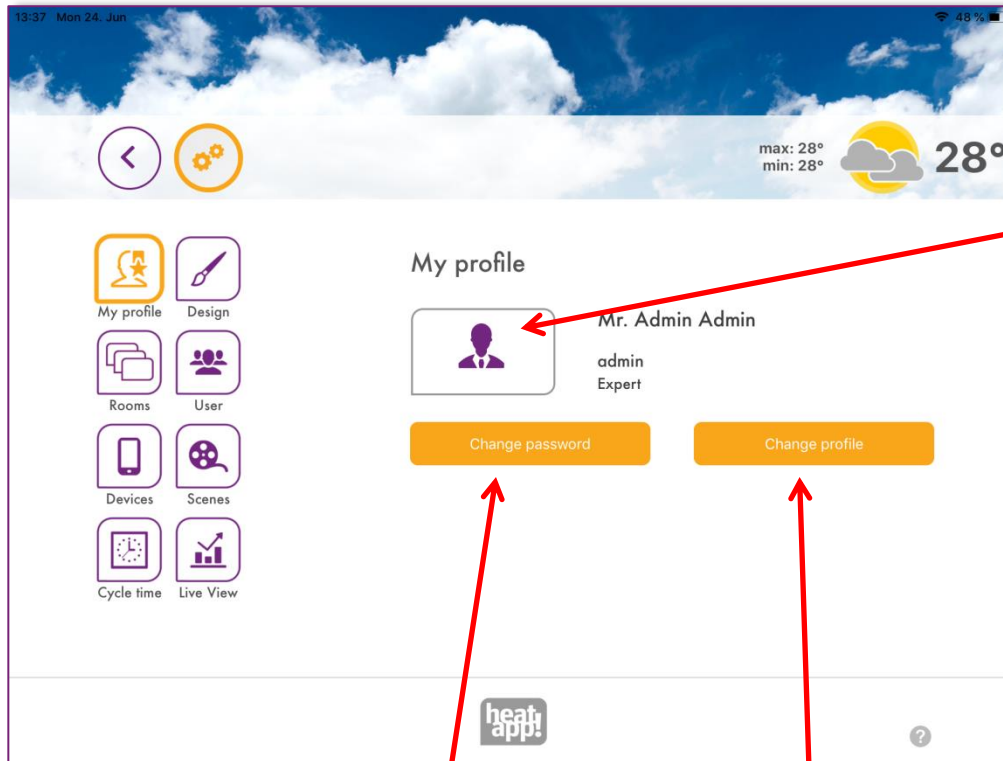 13:37 Mon 24. Jun
48 %
max: 28°
min: 28°
28°
My profile
Design
Rooms
User
Devices
Scenes
Cycle time
Live View
My profile
Mr. Admin Admin
admin
Expert
Change password
Change profile
heat
app!
?